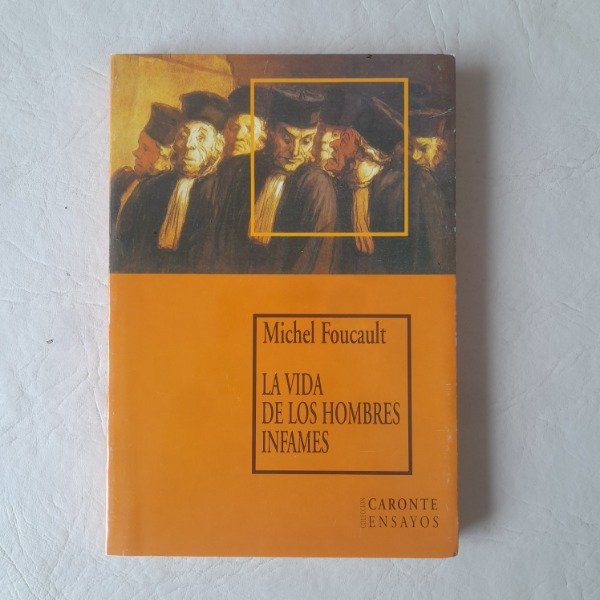 Michel Foucault
LA VIDA
DE LOS HOMBRES
INFAMES
COLECCIÓN
CARONTE
ENSAYOS